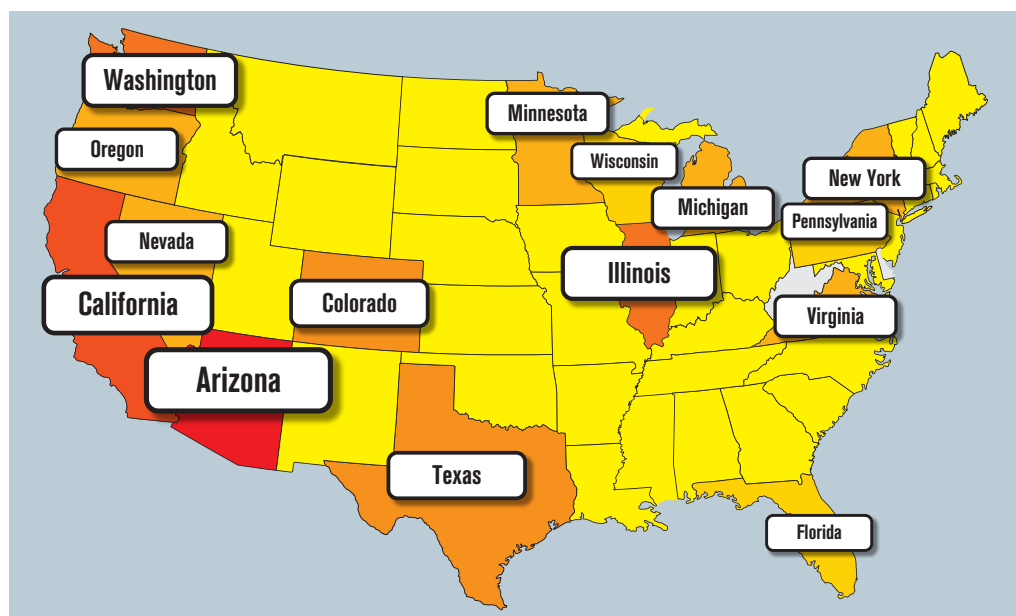 Washington
Minnesota
Oregon
Wisconsin
New York
Michigan
Pennsylvania
Nevada
Illinois
California
Colorado
Virginia
Arizona
Texas
Florida